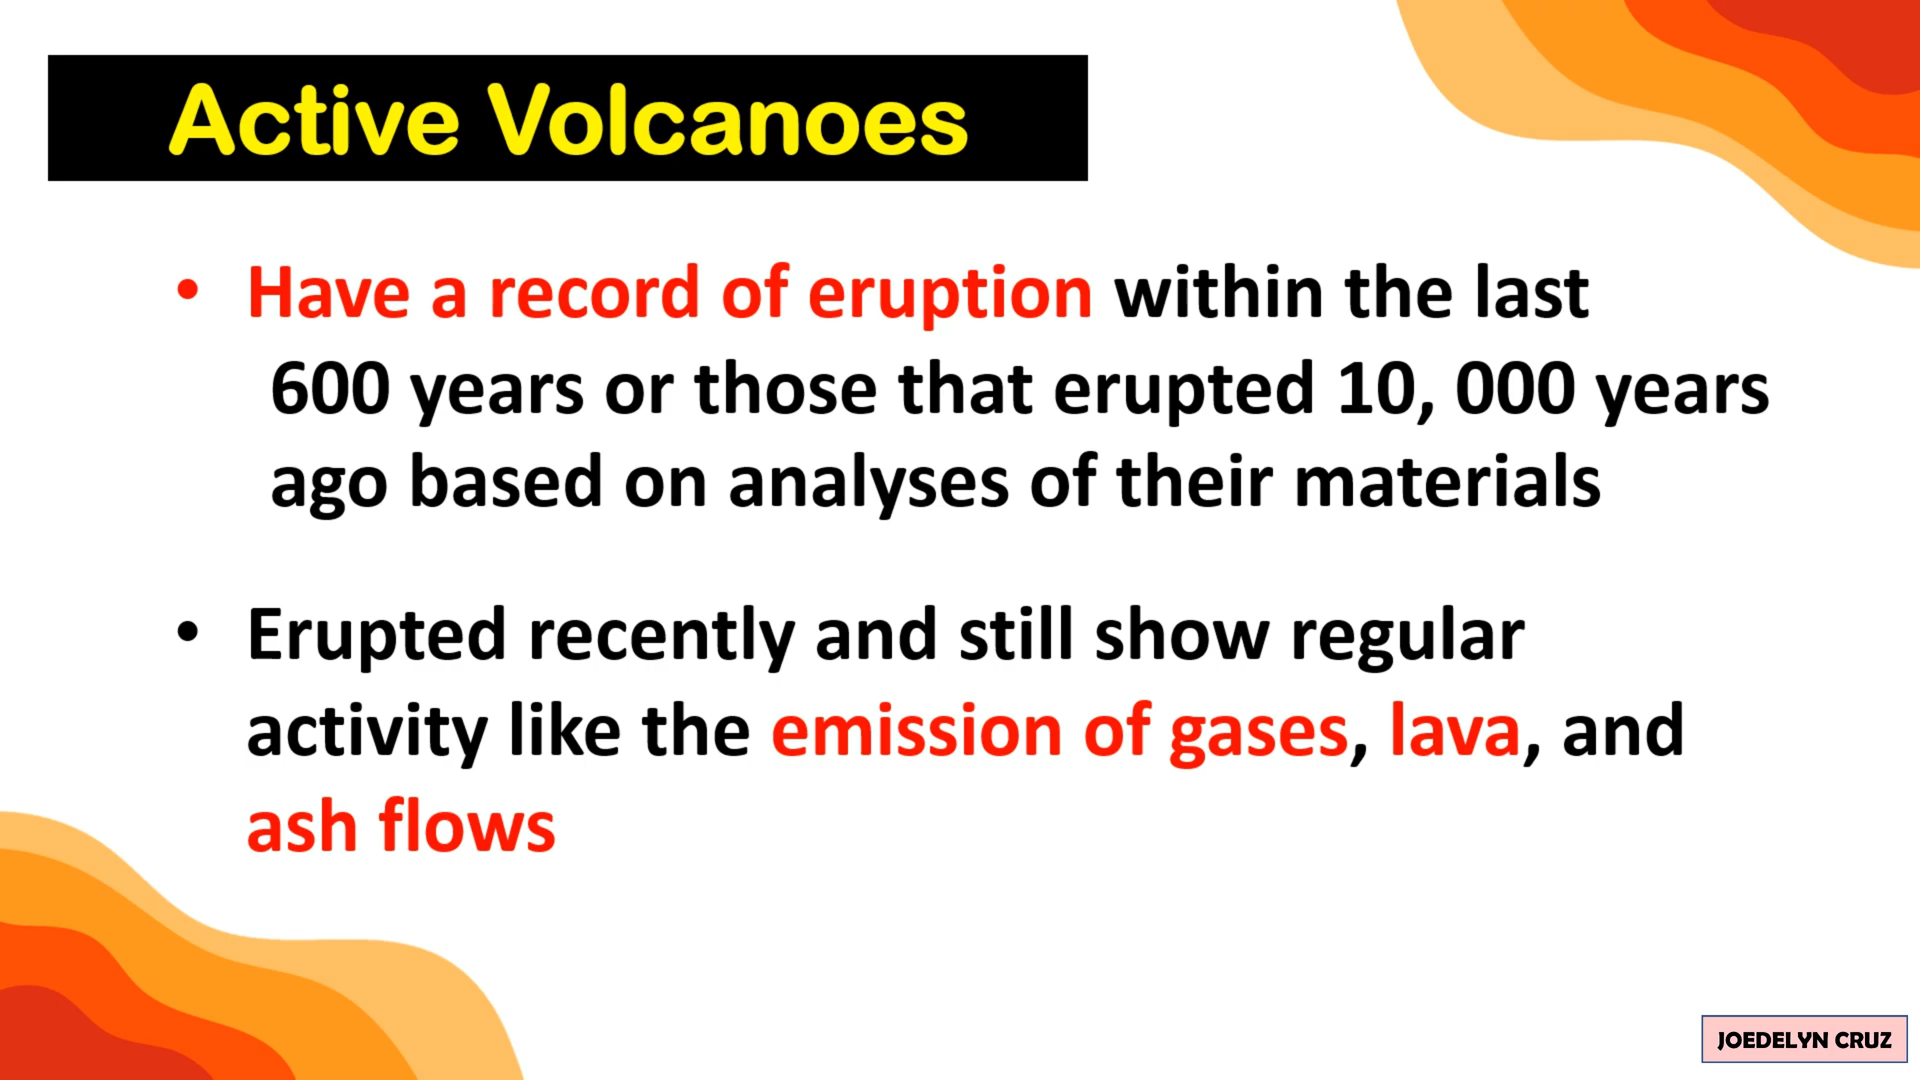 Active Volcanoes
• Have a record of eruption within the last
600 years or those that erupted 10, 000 years
ago based on analyses of their materials
• Erupted recently and still show regular
activity like the emission of gases, lava, and
ash flows
JOEDELYN CRUZ